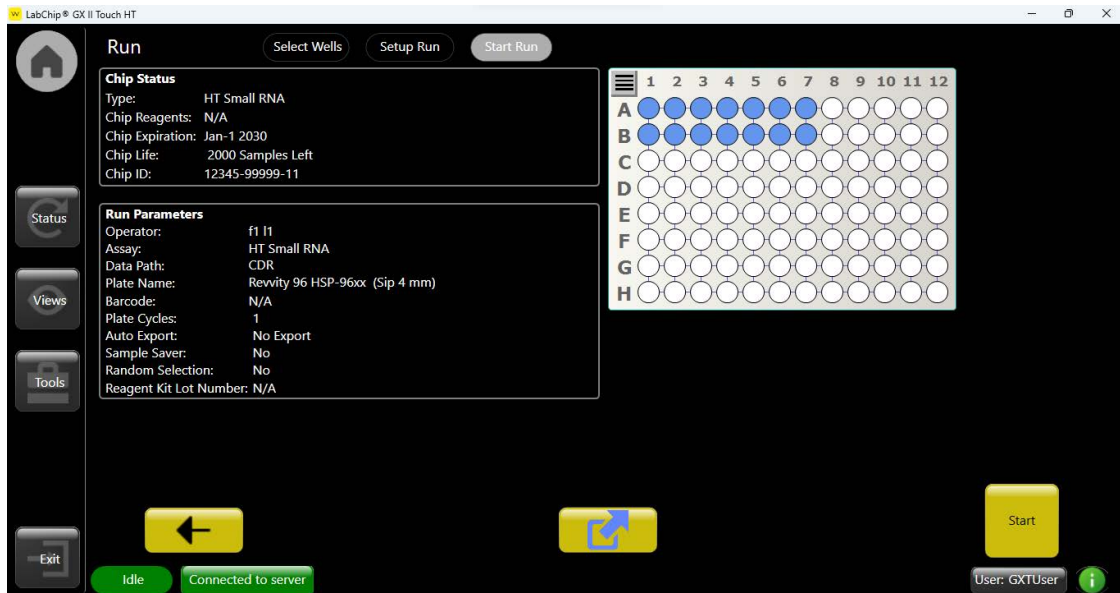 LabChip® GX II Touch HT
Run
Select Wells
Setup Run
Start Run
Chip Status
Type: HT Small RNA
Chip Reagents: N/A
Chip Expiration: Jan-1 2030
Chip Life: 2000 Samples Left
Chip ID: 12345-99999-11
Run Parameters
Operator: f1 l1
Assay: HT Small RNA
Data Path: CDR
Plate Name: Revvity 96 HSP-96xx (Sip 4 mm)
Barcode: N/A
Plate Cycles: 1
Auto Export: No Export
Sample Saver: No
Random Selection: No
Reagent Kit Lot Number: N/A
1 2 3 4 5 6 7 8 9 10 11 12
A
B
C
D
E
F
G
H
Status
Views
Tools
Exit
Start
Idle
Connected to server
User: GXTUser
i